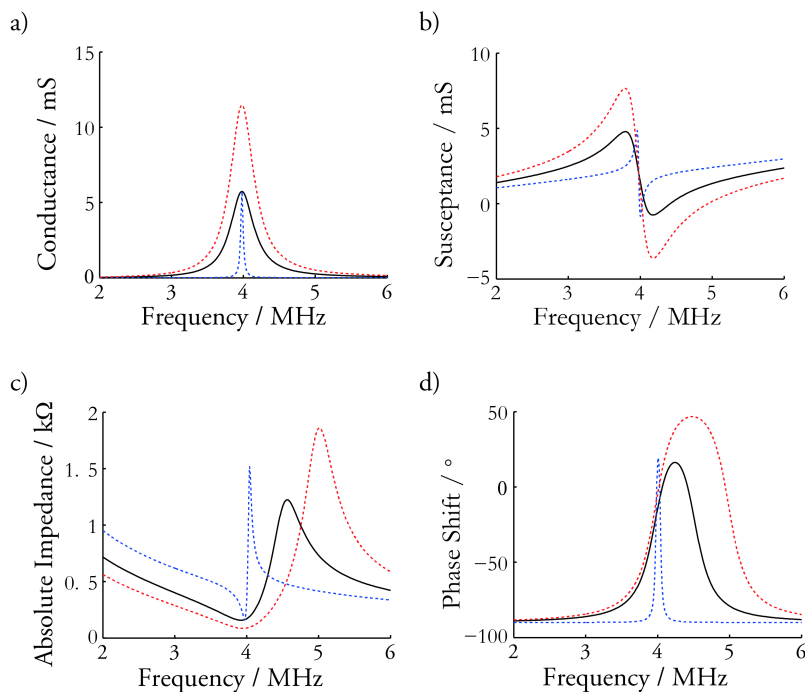 a)
Conductance / mS
15
10
5
0
2 3 4 5 6
Frequency / MHz
b)
Susceptance / mS
10
5
0
−5
2 3 4 5 6
Frequency / MHz
c)
Absolute Impedance / kΩ
2
1. 5
1
0. 5
0
2 3 4 5 6
Frequency / MHz
d)
Phase Shift / °
50
0
−50
−100
2 3 4 5 6
Frequency / MHz